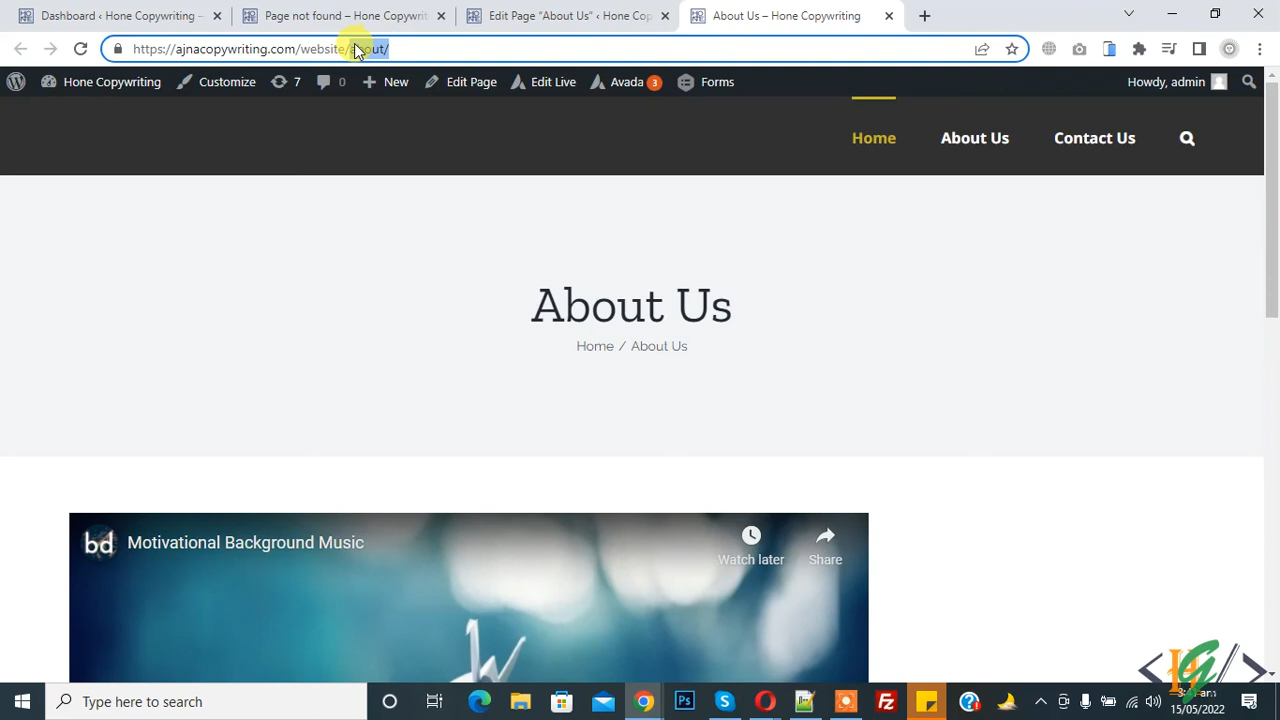 Dashboard ‹ Hone Copywriting –
Page not found – Hone Copywrit
Edit Page “About Us” ‹ Hone Cop
About Us – Hone Copywriting
https://ajnacopywriting.com/website/about/
Hone Copywriting
Customize
7
0
New
Edit Page
Edit Live
Avada 3
Forms
Howdy, admin
Home
About Us
Contact Us
About Us
Home / About Us
bd
Motivational Background Music
Watch later
Share
Type here to search
Ps
15/05/2022